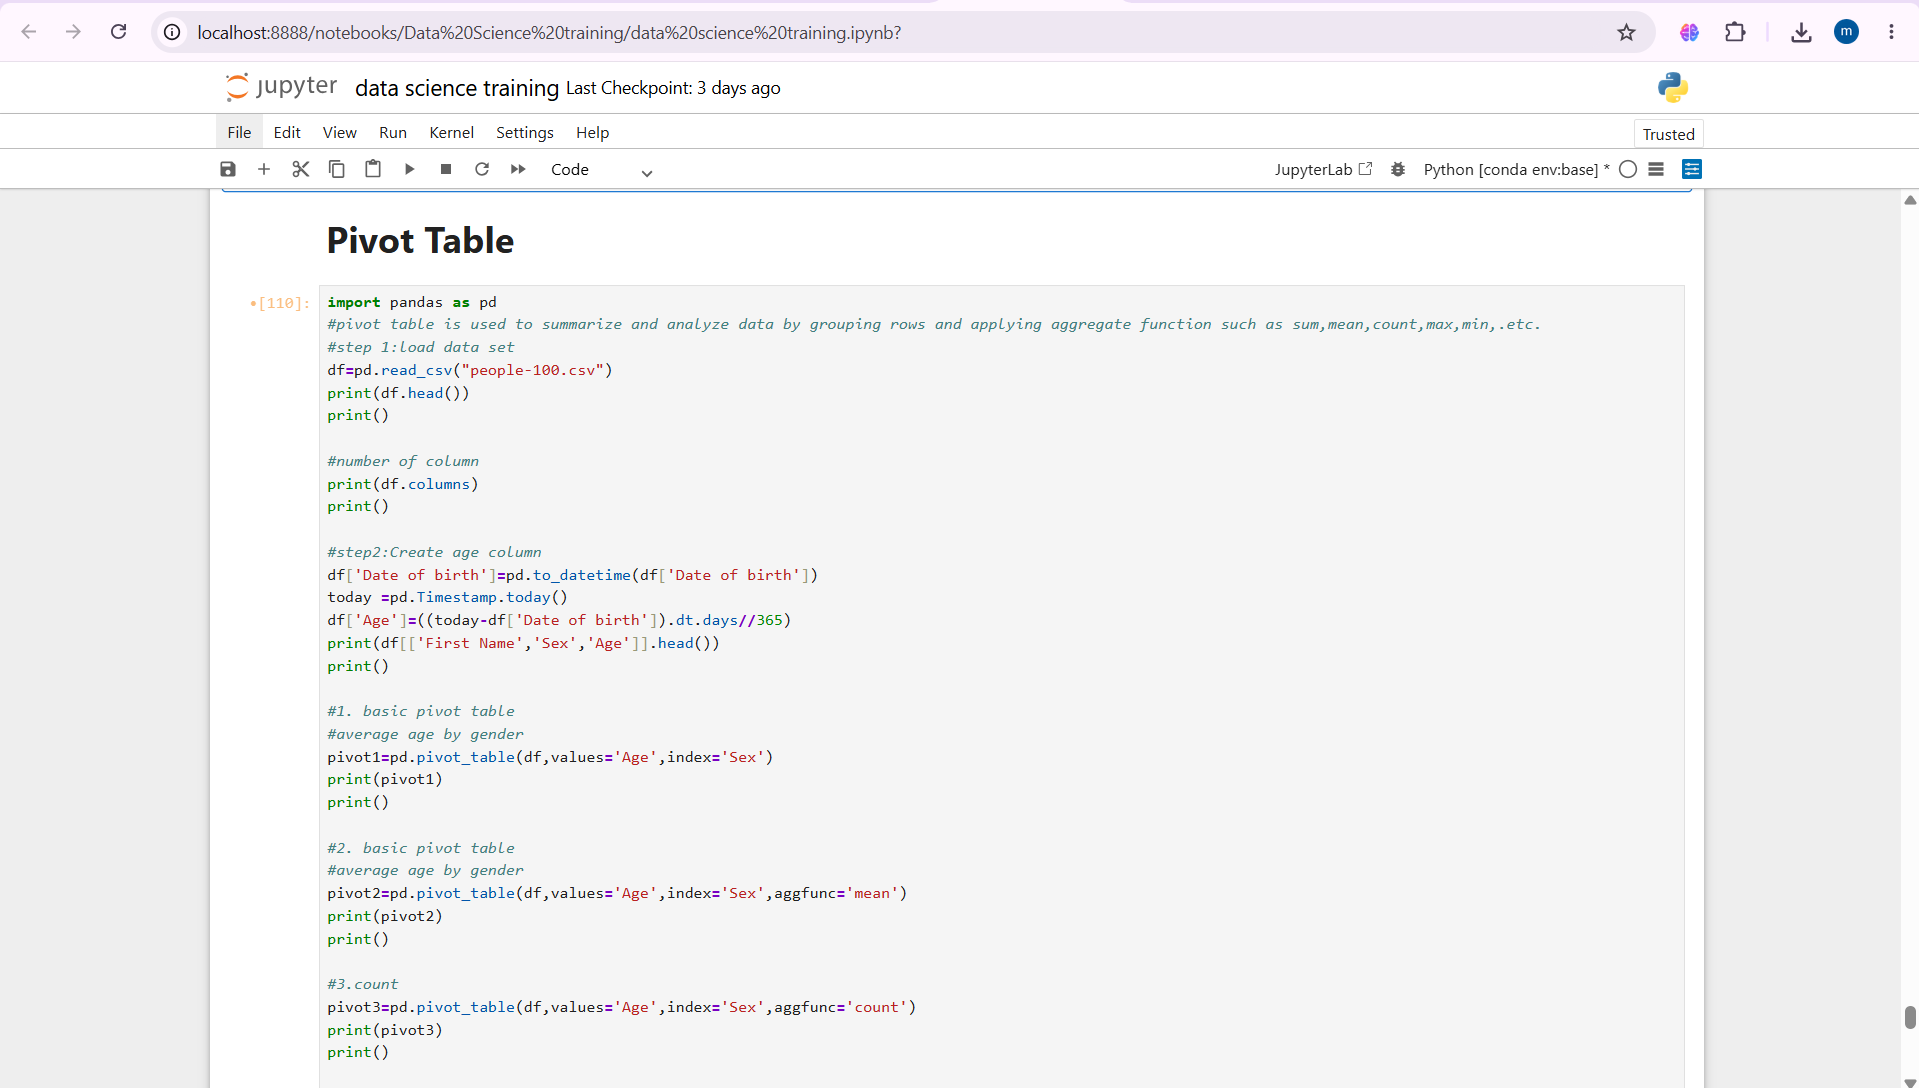 localhost:8888/notebooks/Data%20Science%20training/data%20science%20training.ipynb?
m
jupyter data science training Last Checkpoint: 3 days ago
File Edit View Run Kernel Settings Help
Trusted
Code
JupyterLab
Python [conda env:base] *
Pivot Table
•[110]:
import pandas as pd
#pivot table is used to summarize and analyze data by grouping rows and applying aggregate function such as sum,mean,count,max,min,.etc.
#step 1:load data set
df=pd.read_csv("people-100.csv")
print(df.head())
print()
#number of column
print(df.columns)
print()
#step2:Create age column
df['Date of birth']=pd.to_datetime(df['Date of birth'])
today =pd.Timestamp.today()
df['Age']=((today-df['Date of birth']).dt.days//365)
print(df[['First Name','Sex','Age']].head())
print()
#1. basic pivot table
#average age by gender
pivot1=pd.pivot_table(df,values='Age',index='Sex')
print(pivot1)
print()
#2. basic pivot table
#average age by gender
pivot2=pd.pivot_table(df,values='Age',index='Sex',aggfunc='mean')
print(pivot2)
print()
#3.count
pivot3=pd.pivot_table(df,values='Age',index='Sex',aggfunc='count')
print(pivot3)
print()